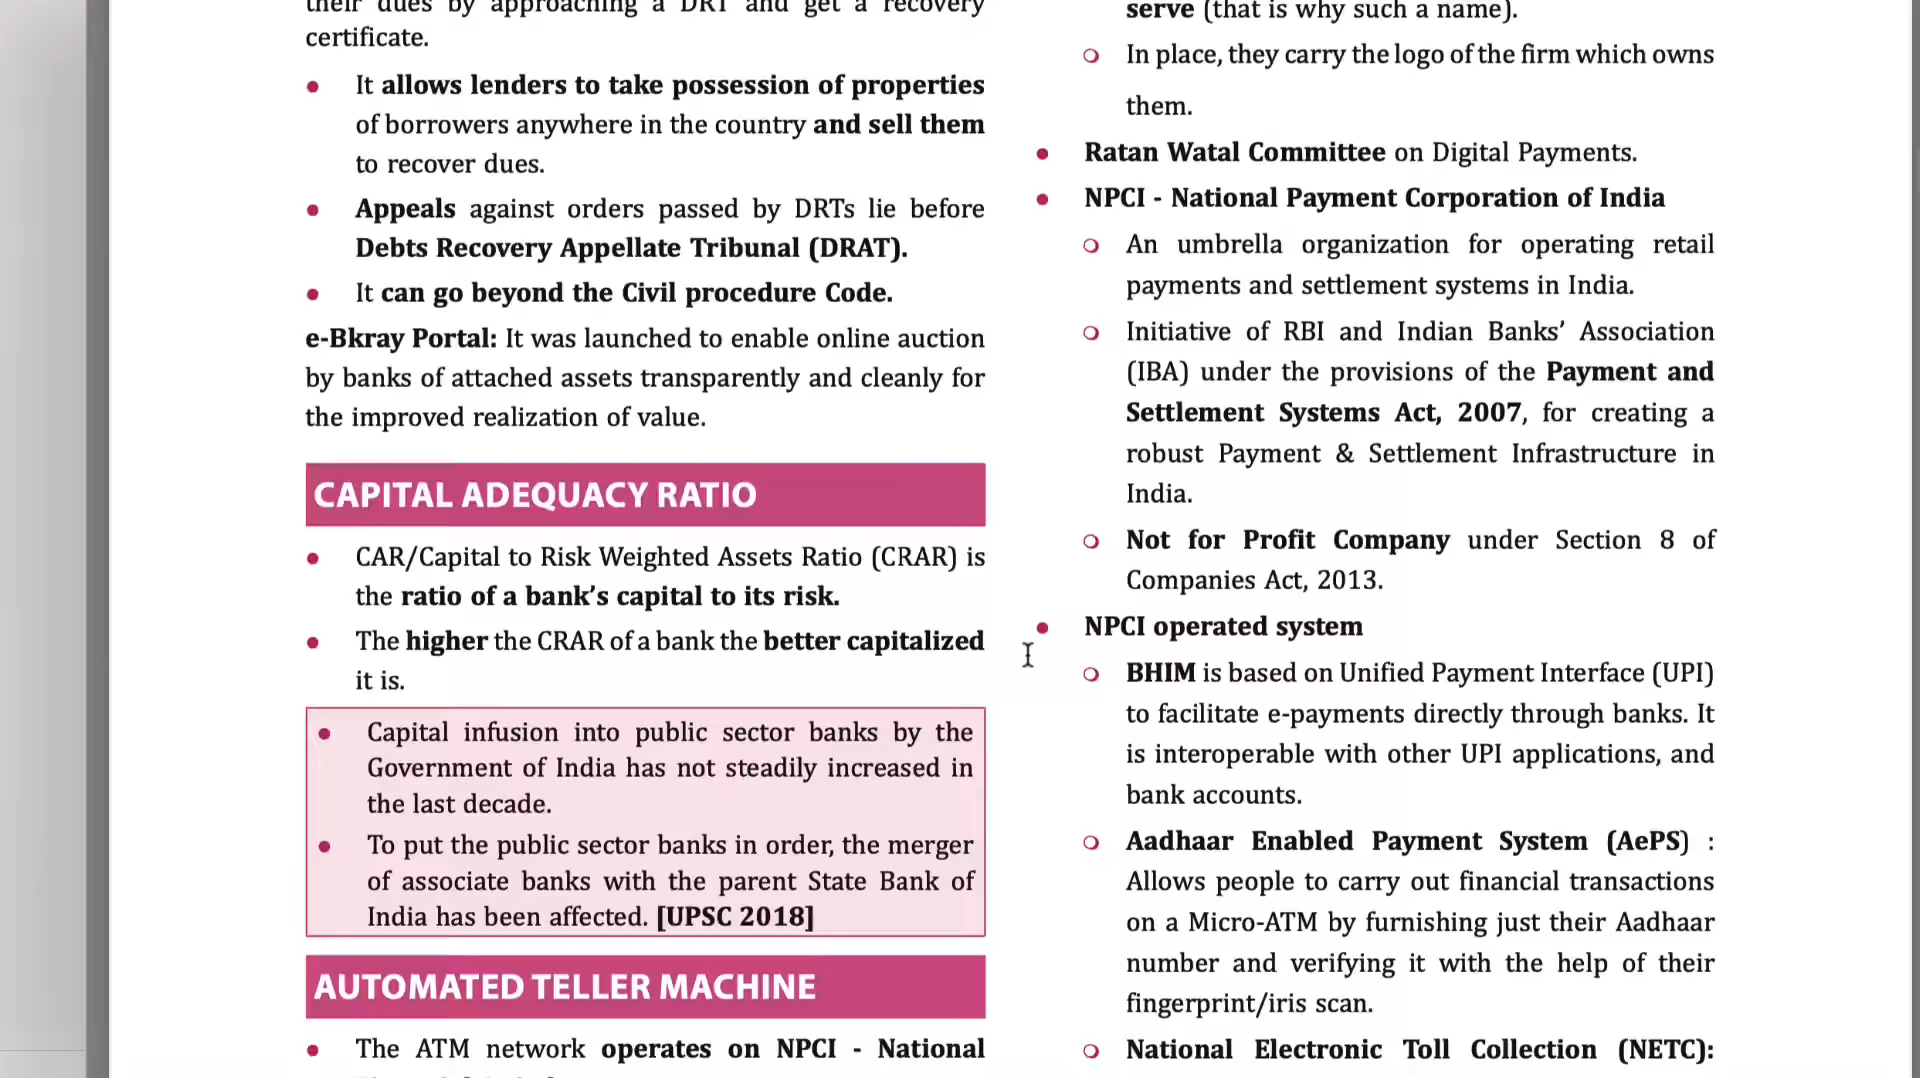 their dues by approaching a DRT and get a recovery
certificate.
• It allows lenders to take possession of properties
of borrowers anywhere in the country and sell them
to recover dues.
• Appeals against orders passed by DRTs lie before
Debts Recovery Appellate Tribunal (DRAT).
• It can go beyond the Civil procedure Code.
e-Bkray Portal: It was launched to enable online auction
by banks of attached assets transparently and cleanly for
the improved realization of value.
CAPITAL ADEQUACY RATIO
• CAR/Capital to Risk Weighted Assets Ratio (CRAR) is
the ratio of a bank’s capital to its risk.
• The higher the CRAR of a bank the better capitalized
it is.
• Capital infusion into public sector banks by the
Government of India has not steadily increased in
the last decade.
• To put the public sector banks in order, the merger
of associate banks with the parent State Bank of
India has been affected. [UPSC 2018]
AUTOMATED TELLER MACHINE
• The ATM network operates on NPCI - National
serve (that is why such a name).
○ In place, they carry the logo of the firm which owns
them.
• Ratan Watal Committee on Digital Payments.
• NPCI - National Payment Corporation of India
○ An umbrella organization for operating retail
payments and settlement systems in India.
○ Initiative of RBI and Indian Banks’ Association
(IBA) under the provisions of the Payment and
Settlement Systems Act, 2007, for creating a
robust Payment & Settlement Infrastructure in
India.
○ Not for Profit Company under Section 8 of
Companies Act, 2013.
• NPCI operated system
○ BHIM is based on Unified Payment Interface (UPI)
to facilitate e-payments directly through banks. It
is interoperable with other UPI applications, and
bank accounts.
○ Aadhaar Enabled Payment System (AePS) :
Allows people to carry out financial transactions
on a Micro-ATM by furnishing just their Aadhaar
number and verifying it with the help of their
fingerprint/iris scan.
○ National Electronic Toll Collection (NETC):